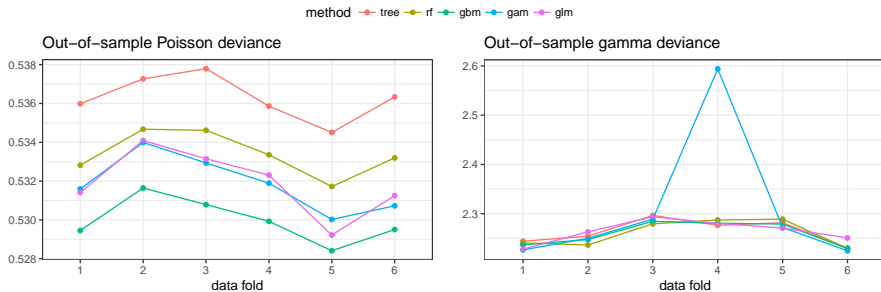 method tree rf gbm gam glm
Out-of-sample Poisson deviance
0.538
0.536
0.534
0.532
0.530
0.528
1 2 3 4 5 6
data fold
Out-of-sample gamma deviance
2.6
2.5
2.4
2.3
1 2 3 4 5 6
data fold